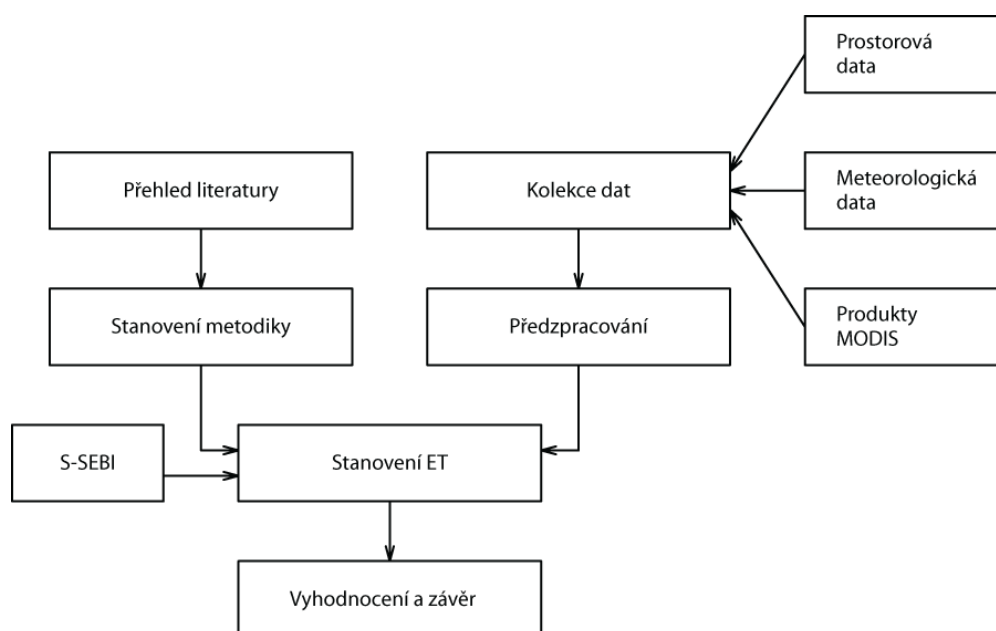 Prostorová
data
Přehled literatury
Kolekce dat
Meteorologická
data
Stanovení metodiky
Předzpracování
Produkty
MODIS
S-SEBI
Stanovení ET
Vyhodnocení a závěr